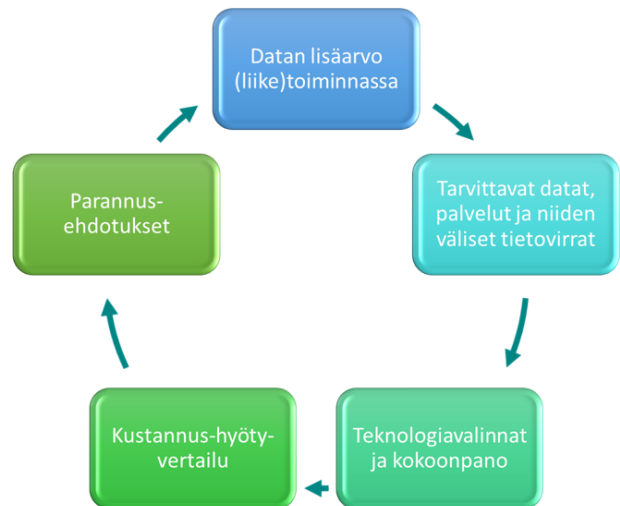 Datan lisäarvo
(liike)toiminnassa
Tarvittavat datat,
palvelut ja niiden
väliset tietovirrat
Teknologiavalinnat
ja kokoonpano
Kustannus-hyöty-
vertailu
Parannus-
ehdotukset